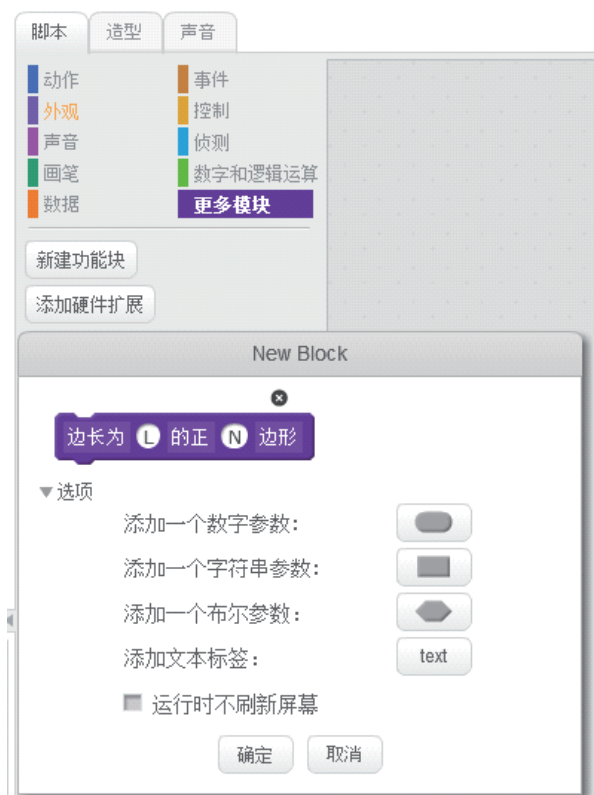 脚本 造型 声音
动作 事件
外观 控制
声音 侦测
画笔 数字和逻辑运算
数据 更多模块
新建功能块
添加硬件扩展
New Block
边长为 L 的正 N 边形
选项
添加一个数字参数:
添加一个字符串参数:
添加一个布尔参数:
添加文本标签: text
运行时不刷新屏幕
确定 取消